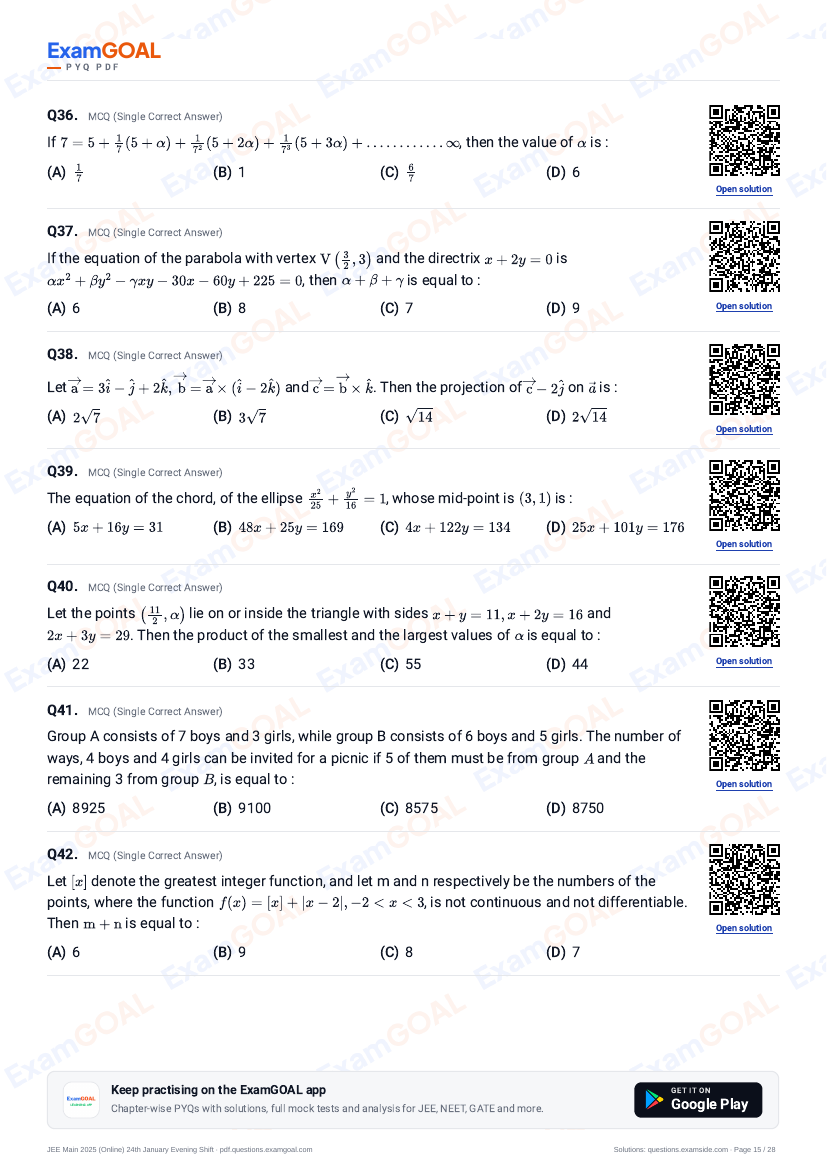 ExamGOAL
PYQ PDF
Q36. MCQ (Single Correct Answer)
If 7 = 5 + 1/7 (5 + α) + 1/7² (5 + 2α) + 1/7³ (5 + 3α) + ............∞, then the value of α is :
(A) 1/7 (B) 1 (C) 6/7 (D) 6
Open solution
Q37. MCQ (Single Correct Answer)
If the equation of the parabola with vertex V (3/2, 3) and the directrix x + 2y = 0 is
αx² + βy² − γxy − 30x − 60y + 225 = 0, then α + β + γ is equal to :
(A) 6 (B) 8 (C) 7 (D) 9
Open solution
Q38. MCQ (Single Correct Answer)
Let a⃗ = 3î − ĵ + 2k̂, b⃗ = a⃗ × (î − 2k̂) and c⃗ = b⃗ × k̂. Then the projection of c⃗ − 2ĵ on a⃗ is :
(A) 2√7 (B) 3√7 (C) √14 (D) 2√14
Open solution
Q39. MCQ (Single Correct Answer)
The equation of the chord, of the ellipse x²/25 + y²/16 = 1, whose mid-point is (3, 1) is :
(A) 5x + 16y = 31 (B) 48x + 25y = 169 (C) 4x + 122y = 134 (D) 25x + 101y = 176
Open solution
Q40. MCQ (Single Correct Answer)
Let the points (11/2, α) lie on or inside the triangle with sides x + y = 11, x + 2y = 16 and
2x + 3y = 29. Then the product of the smallest and the largest values of α is equal to :
(A) 22 (B) 33 (C) 55 (D) 44
Open solution
Q41. MCQ (Single Correct Answer)
Group A consists of 7 boys and 3 girls, while group B consists of 6 boys and 5 girls. The number of
ways, 4 boys and 4 girls can be invited for a picnic if 5 of them must be from group A and the
remaining 3 from group B, is equal to :
(A) 8925 (B) 9100 (C) 8575 (D) 8750
Open solution
Q42. MCQ (Single Correct Answer)
Let [x] denote the greatest integer function, and let m and n respectively be the numbers of the
points, where the function f(x) = [x] + |x − 2|, −2 < x < 3, is not continuous and not differentiable.
Then m + n is equal to :
(A) 6 (B) 9 (C) 8 (D) 7
Open solution
Keep practising on the ExamGOAL app
Chapter-wise PYQs with solutions, full mock tests and analysis for JEE, NEET, GATE and more.
ExamGOAL
GET IT ON
Google Play
JEE Main 2025 (Online) 24th January Evening Shift · pdf.questions.examgoal.com
Solutions: questions.examside.com · Page 15 / 28